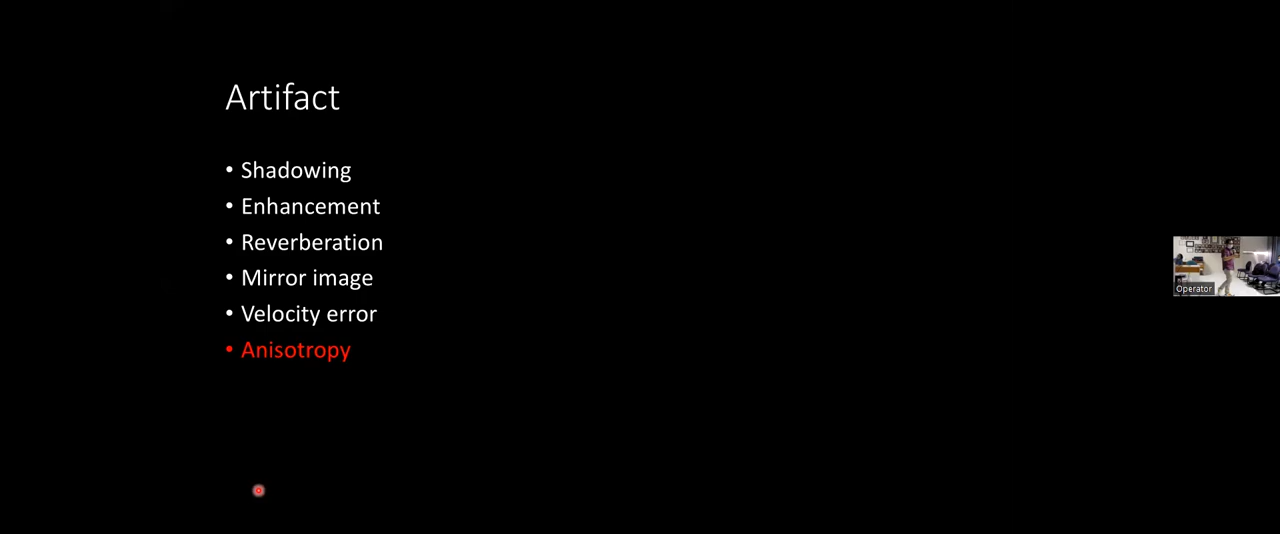 Artifact
• Shadowing
• Enhancement
• Reverberation
• Mirror image
• Velocity error
• Anisotropy
Operator